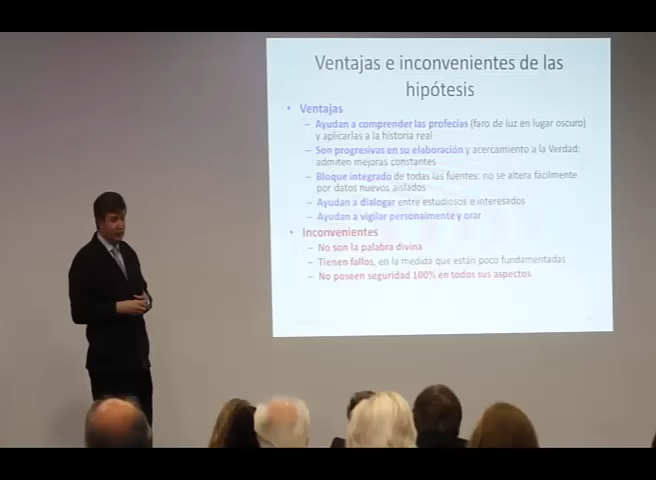 Ventajas e inconvenientes de las
hipótesis
• Ventajas
– Ayudan a comprender las profecías (faro de luz en lugar oscuro)
y aplicarlas a la historia real
– Son progresivas en su elaboración y acercamiento a la Verdad:
admiten mejoras constantes
– Bloque integrado de todas las fuentes: no se altera fácilmente
por datos nuevos aislados
– Ayudan a dialogar entre estudiosos e interesados
– Ayudan a vigilar personalmente y orar
• Inconvenientes
– No son la palabra divina
– Tienen fallos, en la medida que están poco fundamentadas
– No poseen seguridad 100% en todos sus aspectos